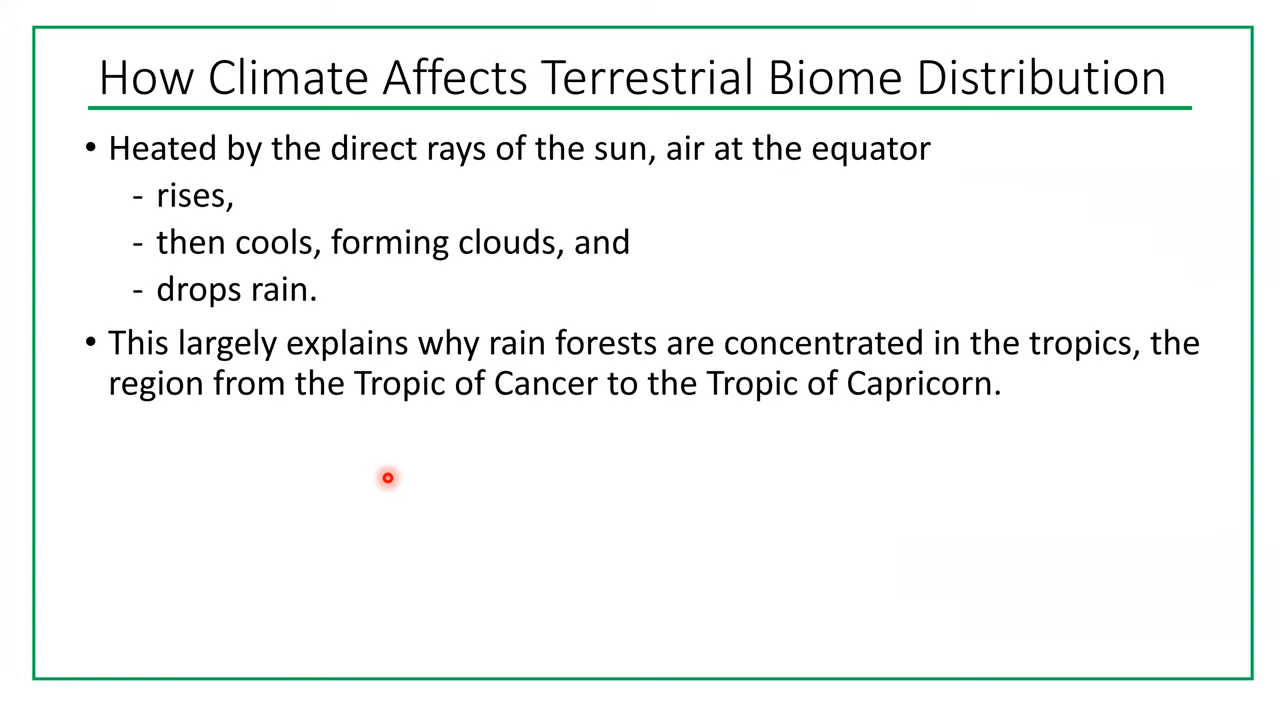 How Climate Affects Terrestrial Biome Distribution
• Heated by the direct rays of the sun, air at the equator
- rises,
- then cools, forming clouds, and
- drops rain.
• This largely explains why rain forests are concentrated in the tropics, the
region from the Tropic of Cancer to the Tropic of Capricorn.